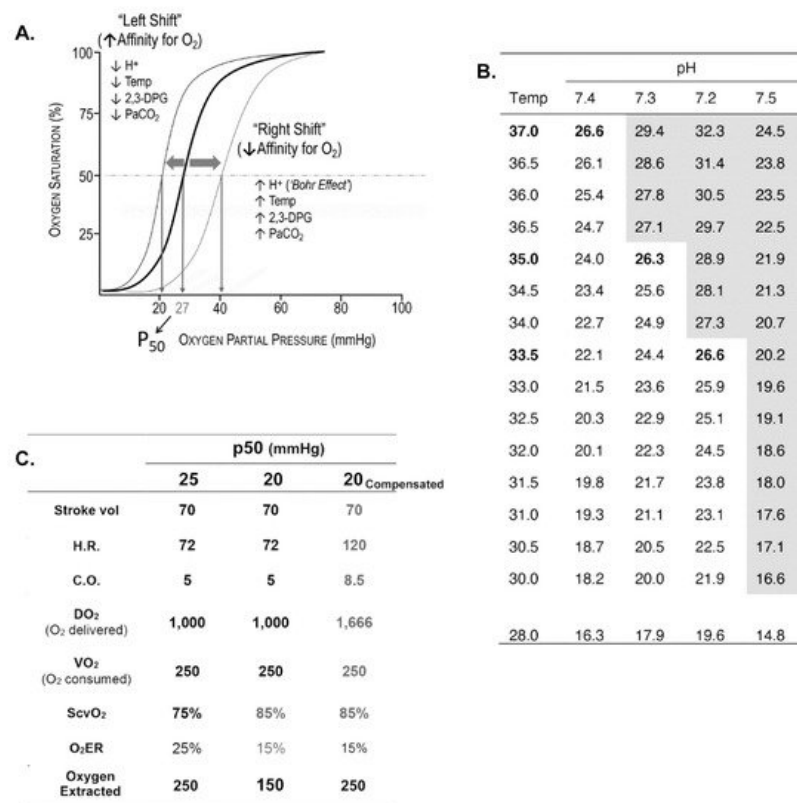 A.
“Left Shift”
(↑Affinity for O₂)
↓ H⁺
↓ Temp
↓ 2,3-DPG
↓ PaCO₂
“Right Shift”
(↓Affinity for O₂)
↑ H⁺ (‘Bohr Effect’)
↑ Temp
↑ 2,3-DPG
↑ PaCO₂
OXYGEN SATURATION (%)
100
75
50
25
20 27 40 60 80 100
P₅₀ OXYGEN PARTIAL PRESSURE (mmHg)
B.
pH
Temp 7.4 7.3 7.2 7.5
37.0 26.6 29.4 32.3 24.5
36.5 26.1 28.6 31.4 23.8
36.0 25.4 27.8 30.5 23.5
36.5 24.7 27.1 29.7 22.5
35.0 24.0 26.3 28.9 21.9
34.5 23.4 25.6 28.1 21.3
34.0 22.7 24.9 27.3 20.7
33.5 22.1 24.4 26.6 20.2
33.0 21.5 23.6 25.9 19.6
32.5 20.3 22.9 25.1 19.1
32.0 20.1 22.3 24.5 18.6
31.5 19.8 21.7 23.8 18.0
31.0 19.3 21.1 23.1 17.6
30.5 18.7 20.5 22.5 17.1
30.0 18.2 20.0 21.9 16.6
28.0 16.3 17.9 19.6 14.8
C.
p50 (mmHg)
25 20 20 Compensated
Stroke vol 70 70 70
H.R. 72 72 120
C.O. 5 5 8.5
DO₂
(O₂ delivered) 1,000 1,000 1,666
VO₂
(O₂ consumed) 250 250 250
ScvO₂ 75% 85% 85%
O₂ER 25% 15% 15%
Oxygen
Extracted 250 150 250